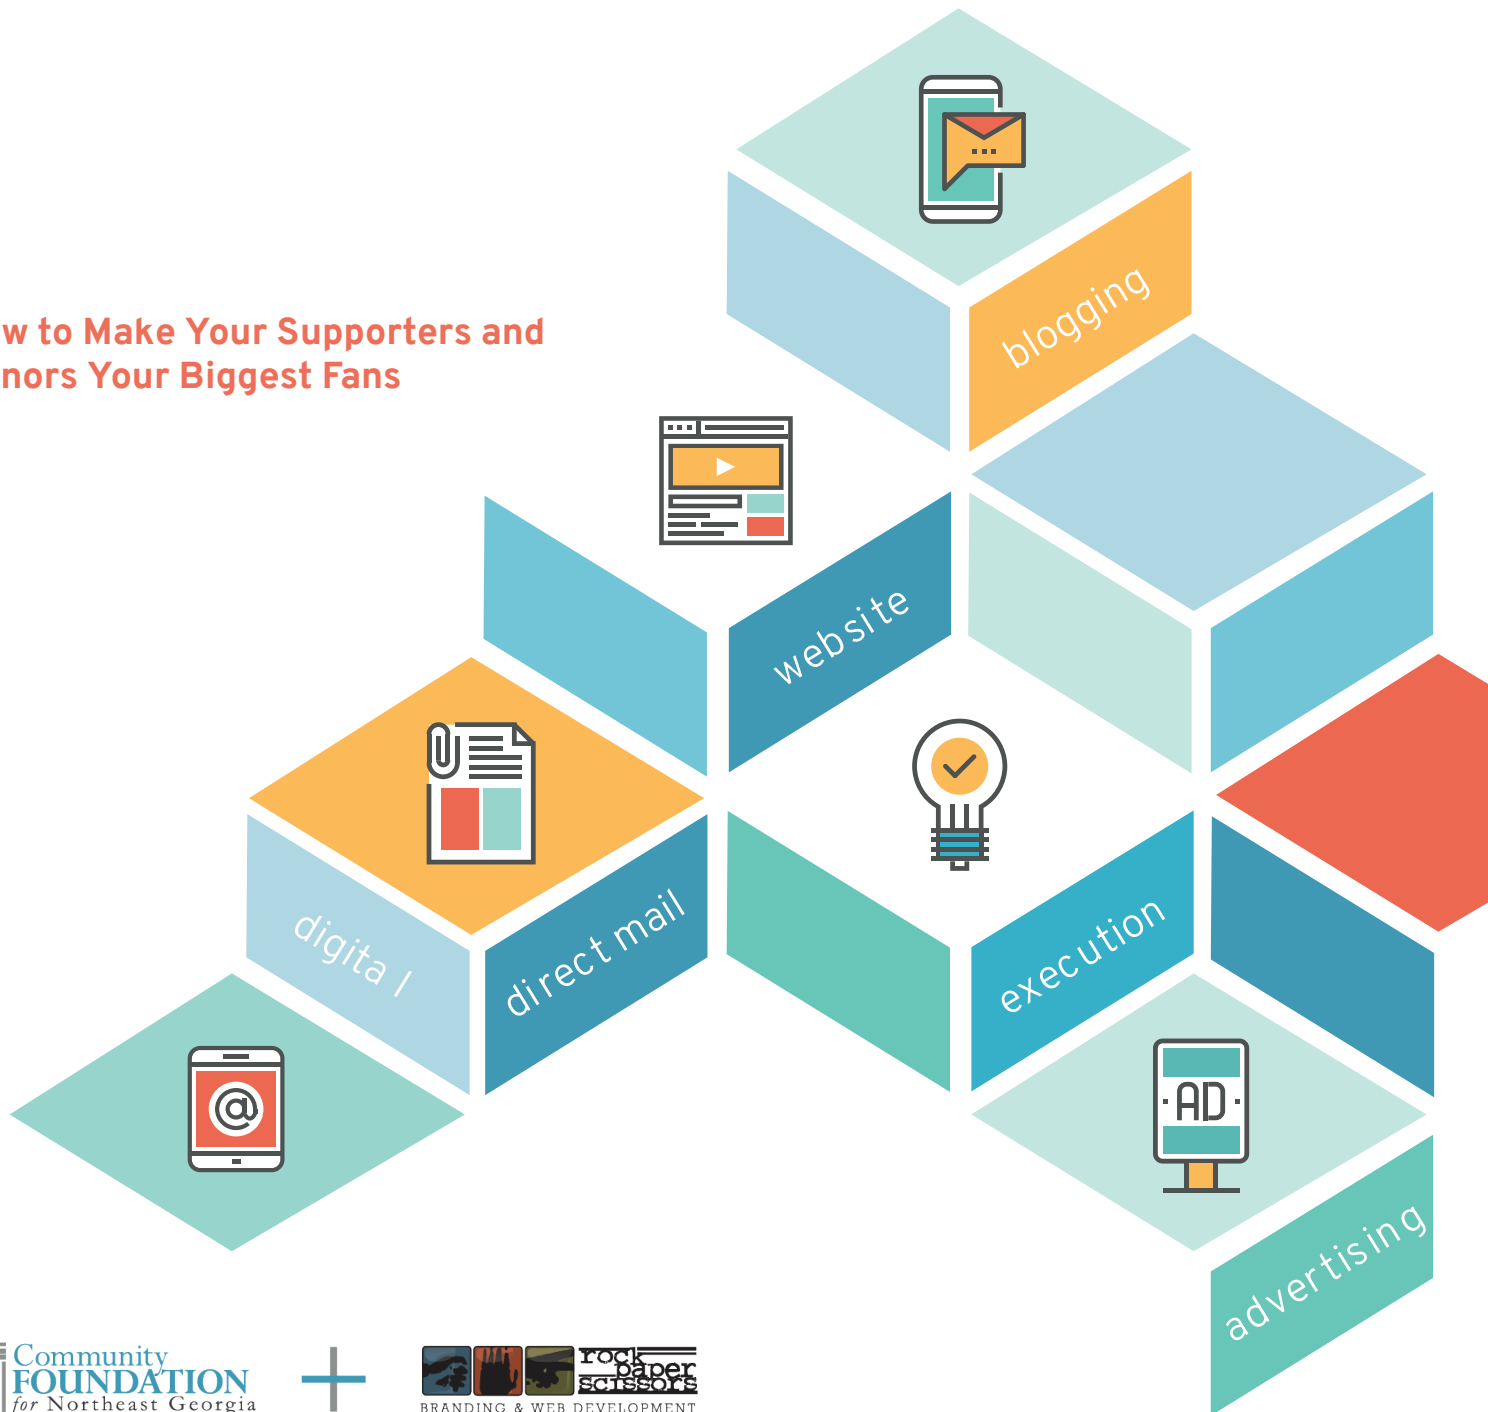 w to Make Your Supporters and
nors Your Biggest Fans
blogging
website
digital
direct mail
execution
AD
@
advertising
Community
FOUNDATION
for Northeast Georgia
rock
paper
scissors
BRANDING & WEB DEVELOPMENT